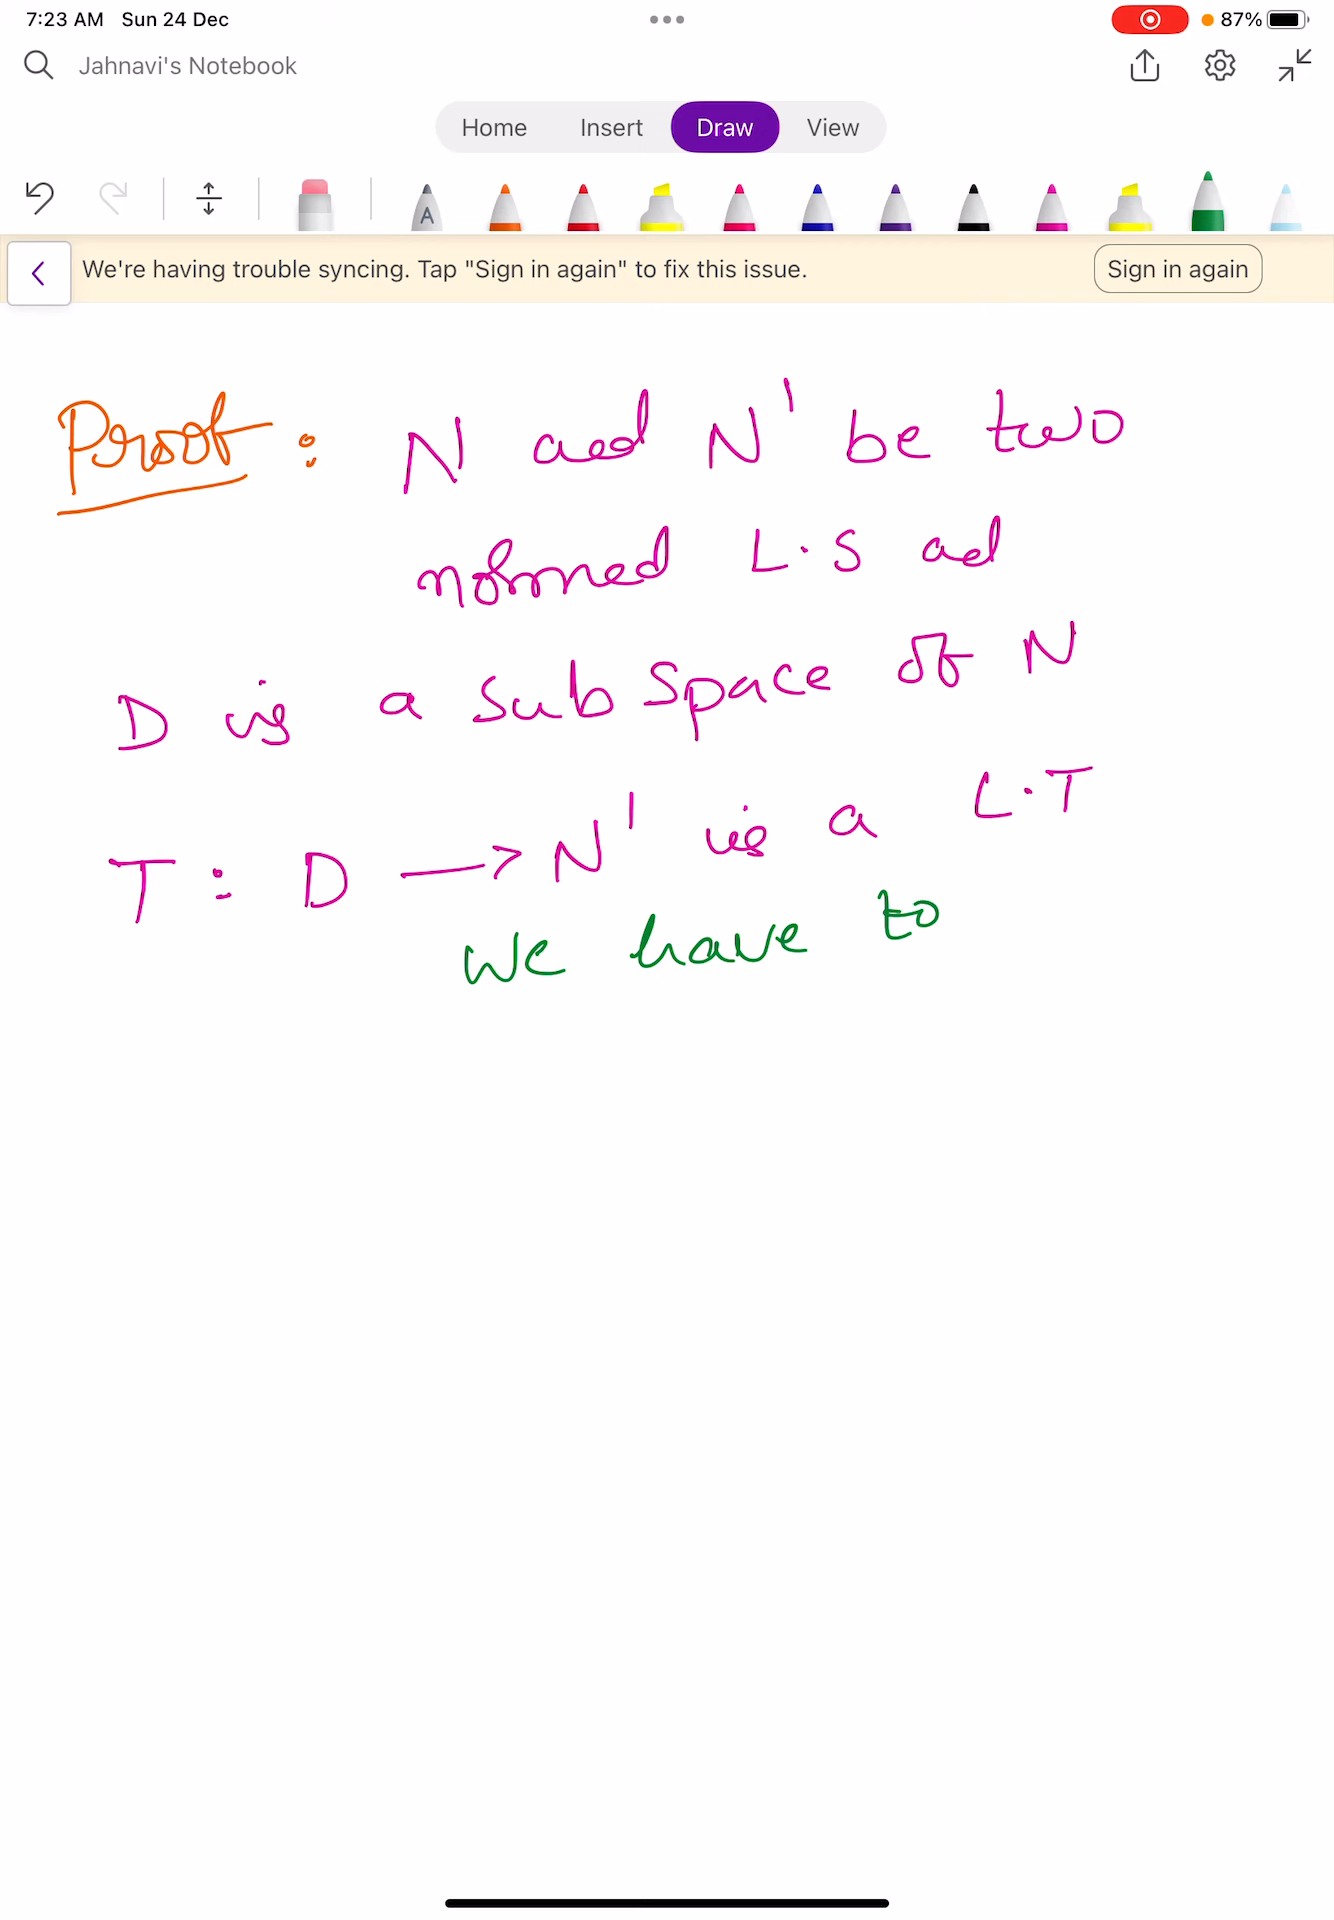 7:23 AM Sun 24 Dec
87%
Jahnavi's Notebook
Home Insert Draw View
A
We're having trouble syncing. Tap "Sign in again" to fix this issue.
Sign in again
Proof : N and N' be two
normed L.S ad
D is a sub space of N
T : D → N' is a L.T
We have to